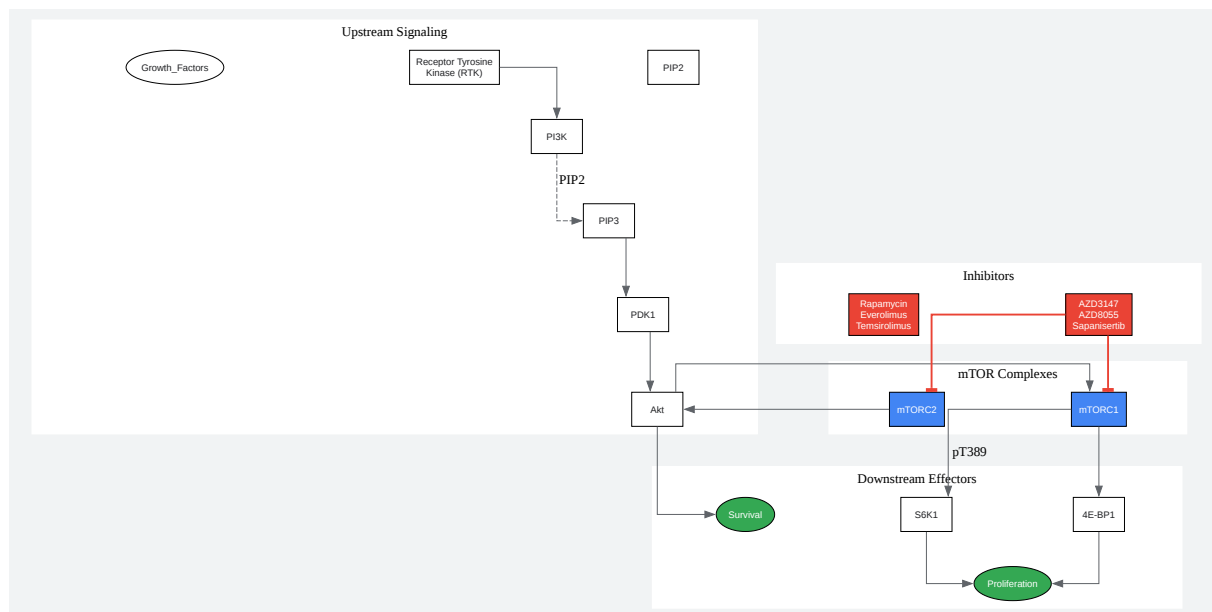 Upstream Signaling
Growth_Factors
Receptor Tyrosine
Kinase (RTK)
PIP2
PI3K
PIP2
PIP3
Inhibitors
Rapamycin
Everolimus
Temsirolimus
AZD3147
AZD8055
Sapanisertib
PDK1
mTOR Complexes
Akt
mTORC2
mTORC1
pT389
Downstream Effectors
Survival
S6K1
4E-BP1
Proliferation